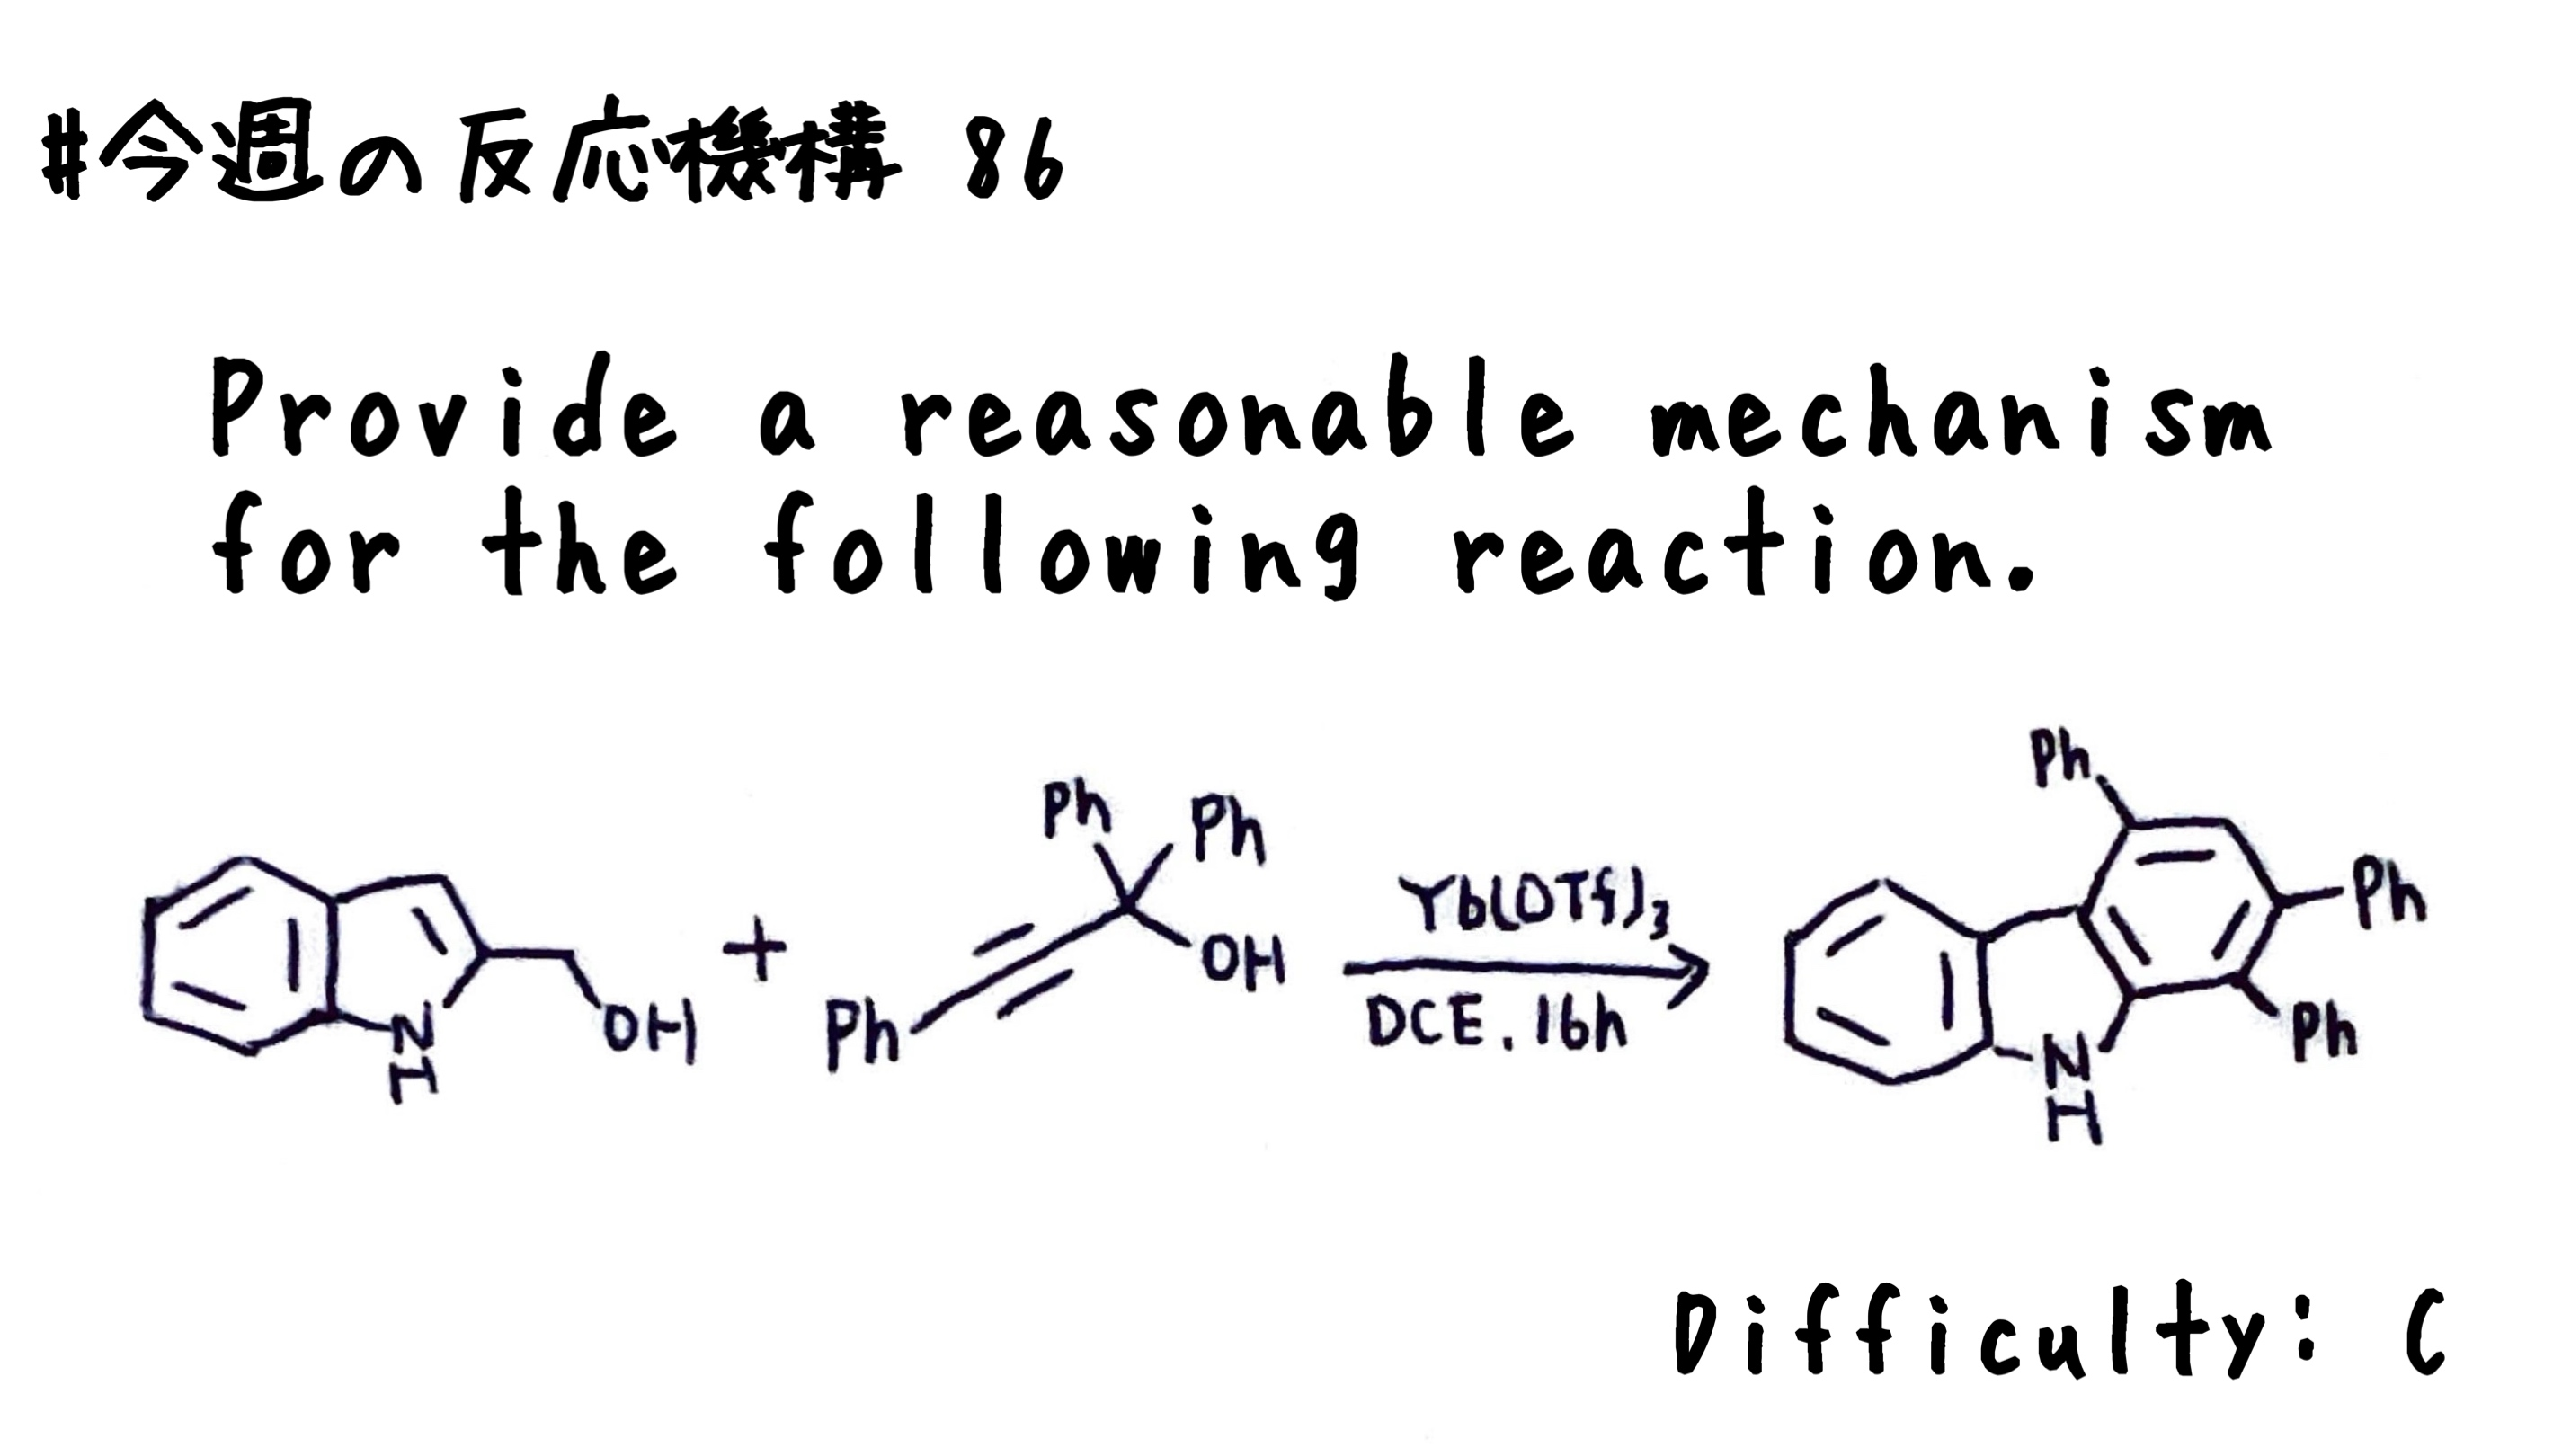 #今週の反応機構 86
Provide a reasonable mechanism
for the following reaction.
Ph
Ph Ph
Yb(OTf)3
Ph
OH
+
OH
Ph
DCE, 16h
Ph
N
H
N
H
Difficulty: C